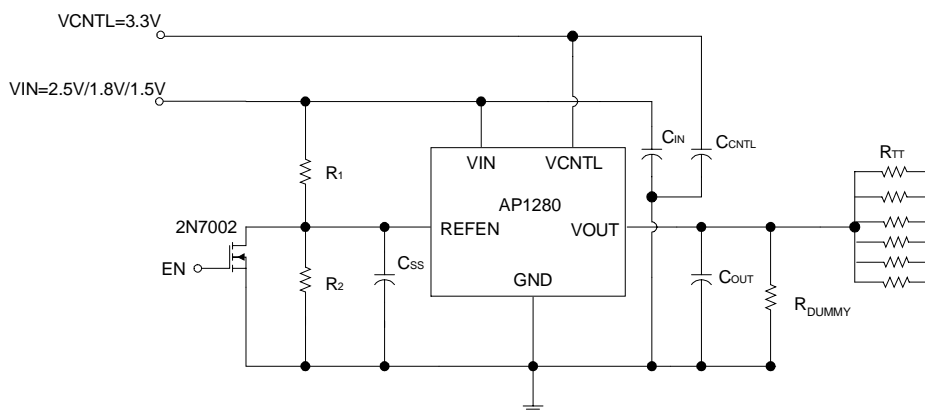 VCNTL=3.3V
VIN=2.5V/1.8V/1.5V
R1
VIN
VCNTL
CIN
CCNTL
RTT
AP1280
2N7002
REFEN
VOUT
EN
R2
CSS
GND
COUT
RDUMMY